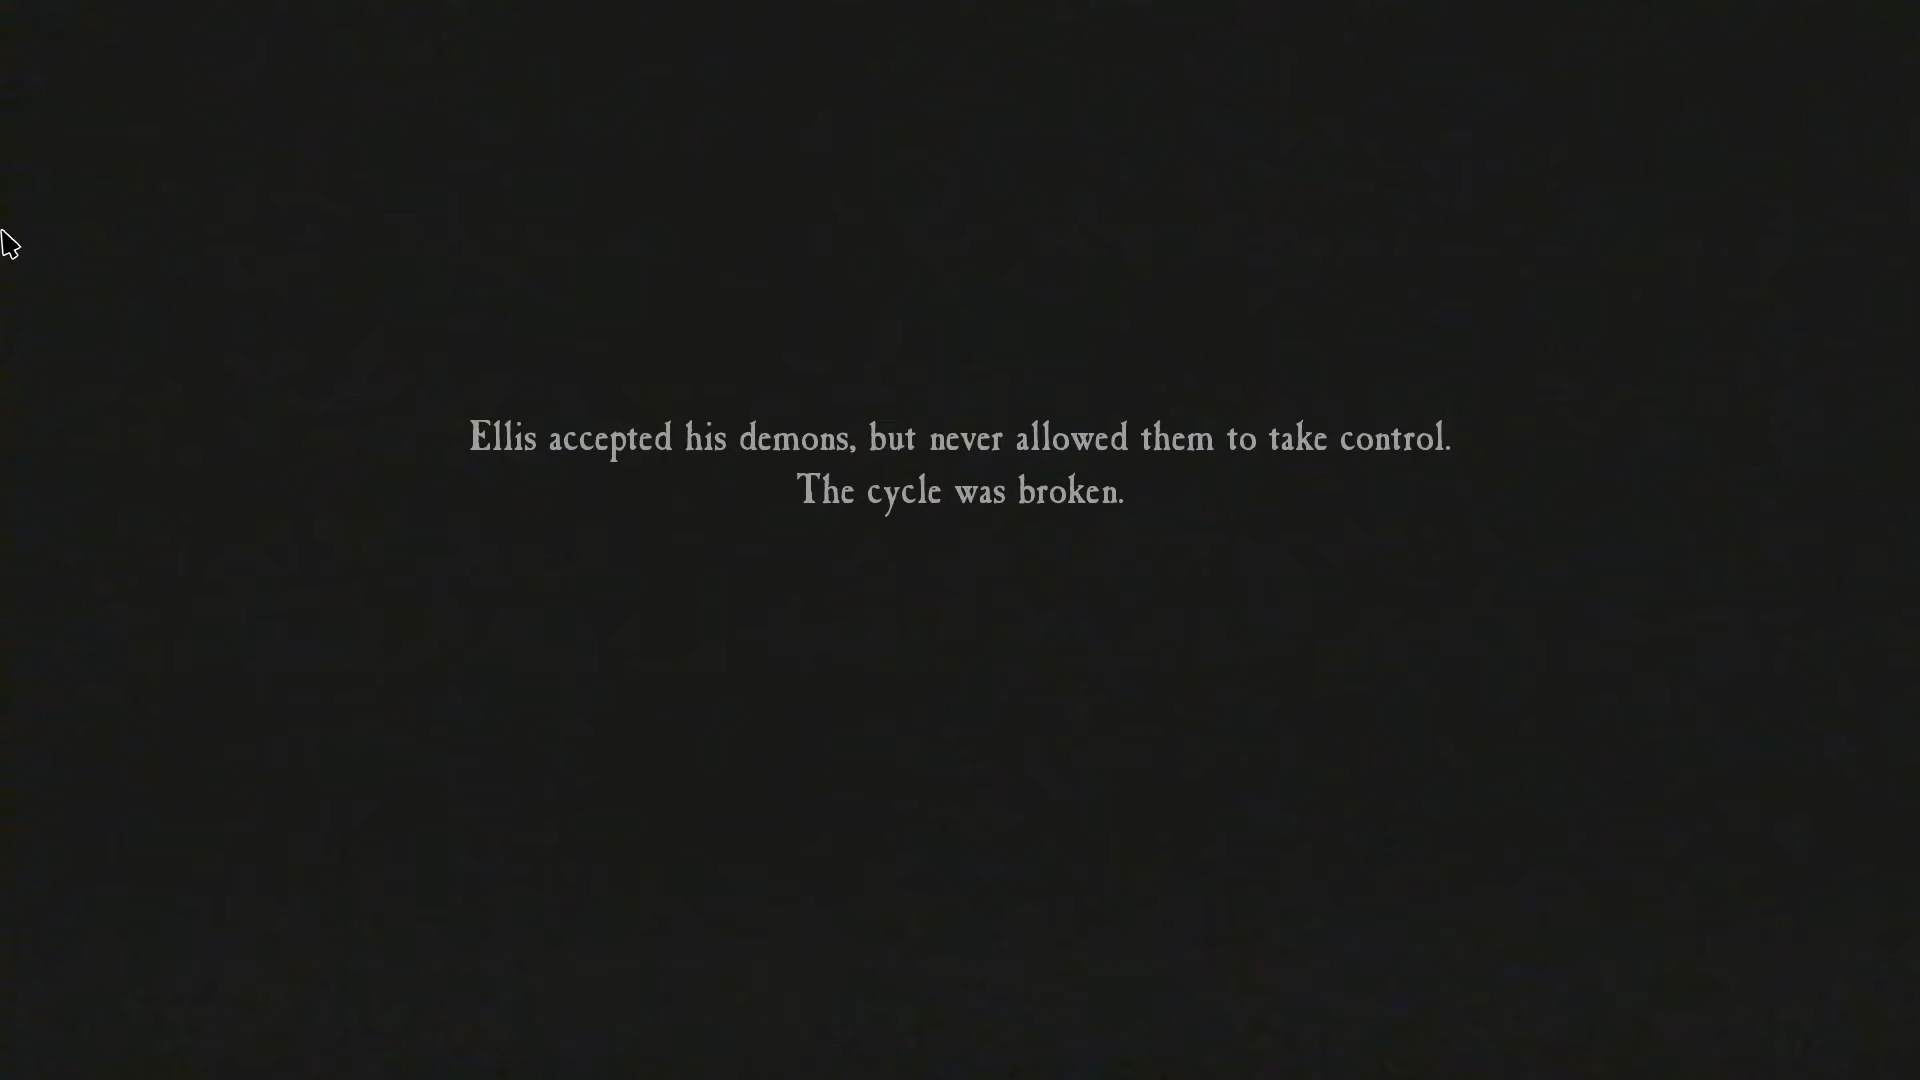 Ellis accepted his demons, but never allowed them to take control.
The cycle was broken.